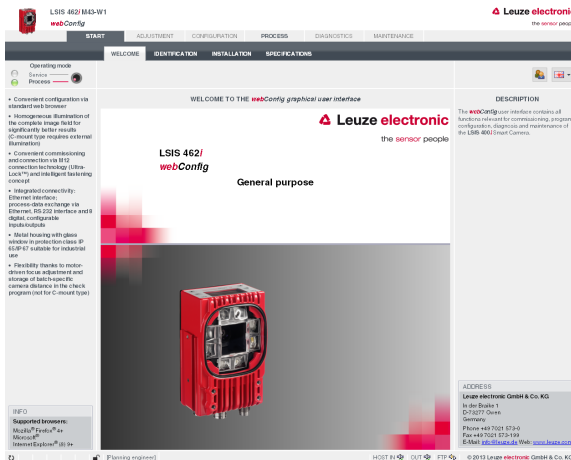 LSIS 462i M43-W1
webConfig
Leuze electronic
the sensor people
START ADJUSTMENT CONFIGURATION PROCESS DIAGNOSTICS MAINTENANCE
WELCOME IDENTIFICATION INSTALLATION SPECIFICATIONS
Operating mode
Service
Process
• Convenient configuration via
standard web browser
• Homogeneous illumination of
the complete image field for
significantly better results
(C-mount type requires external
illumination)
• Convenient commissioning
and connection via M12
connection technology (Ultra-
Lock™) and intelligent fastening
concept
• Integrated connectivity:
Ethernet interface;
process-data exchange via
Ethernet, RS-232 interface and 8
digital, configurable
inputs/outputs
• Metal housing with glass
window in protection class IP
65/IP 67 suitable for industrial
use
• Flexibility thanks to motor-
driven focus adjustment and
storage of batch-specific
camera distance in the check
program (not for C-mount type)
INFO
Supported browsers:
Mozilla® Firefox® 4+
Microsoft®
Internet Explorer® (8) 9+
WELCOME TO THE webConfig graphical user interface
Leuze electronic
the sensor people
LSIS 462i
webConfig
General purpose
DESCRIPTION
The webConfig user interface contains all
functions relevant for commissioning, program
configuration, diagnosis and maintenance of
the LSIS 400i Smart Camera.
ADDRESS
Leuze electronic GmbH & Co. KG
In der Braike 1
D-73277 Owen
Germany
Phone +49 7021 573-0
Fax +49 7021 573-199
E-Mail: info@leuze.de Web: www.leuze.com
[Planning engineer] HOST IN OUT FTP © 2013 Leuze electronic GmbH & Co. KG